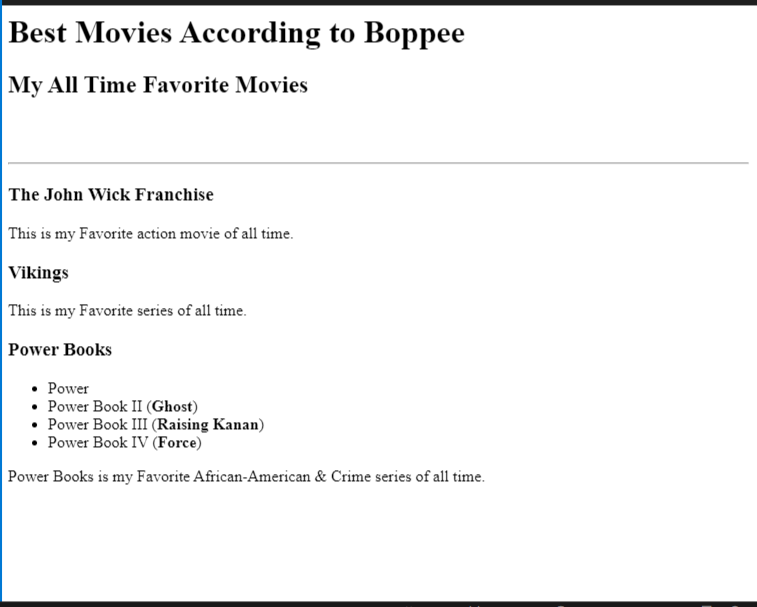 Best Movies According to Boppee
My All Time Favorite Movies
The John Wick Franchise
This is my Favorite action movie of all time.
Vikings
This is my Favorite series of all time.
Power Books
• Power
• Power Book II (Ghost)
• Power Book III (Raising Kanan)
• Power Book IV (Force)
Power Books is my Favorite African-American & Crime series of all time.